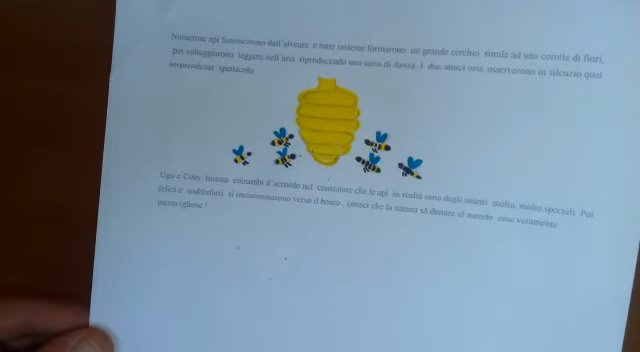 Numerose api fuoriuscirono dall'alveare e tutte insieme formarono un grande cerchio simile ad una corolla di fiori,
poi volteggiarono leggere nell'aria riproducendo una sorta di danza. I due amici orsi osservarono in silenzio quel
sorprendente spettacolo.
Ugo e Cony furono entrambi d'accordo nel constatare che le api in realtà sono degli insetti molto, molto speciali. Poi
felici e soddisfatti si incamminarono verso il bosco, consci che la natura sà donare al mondo cose veramente
meravigliose !